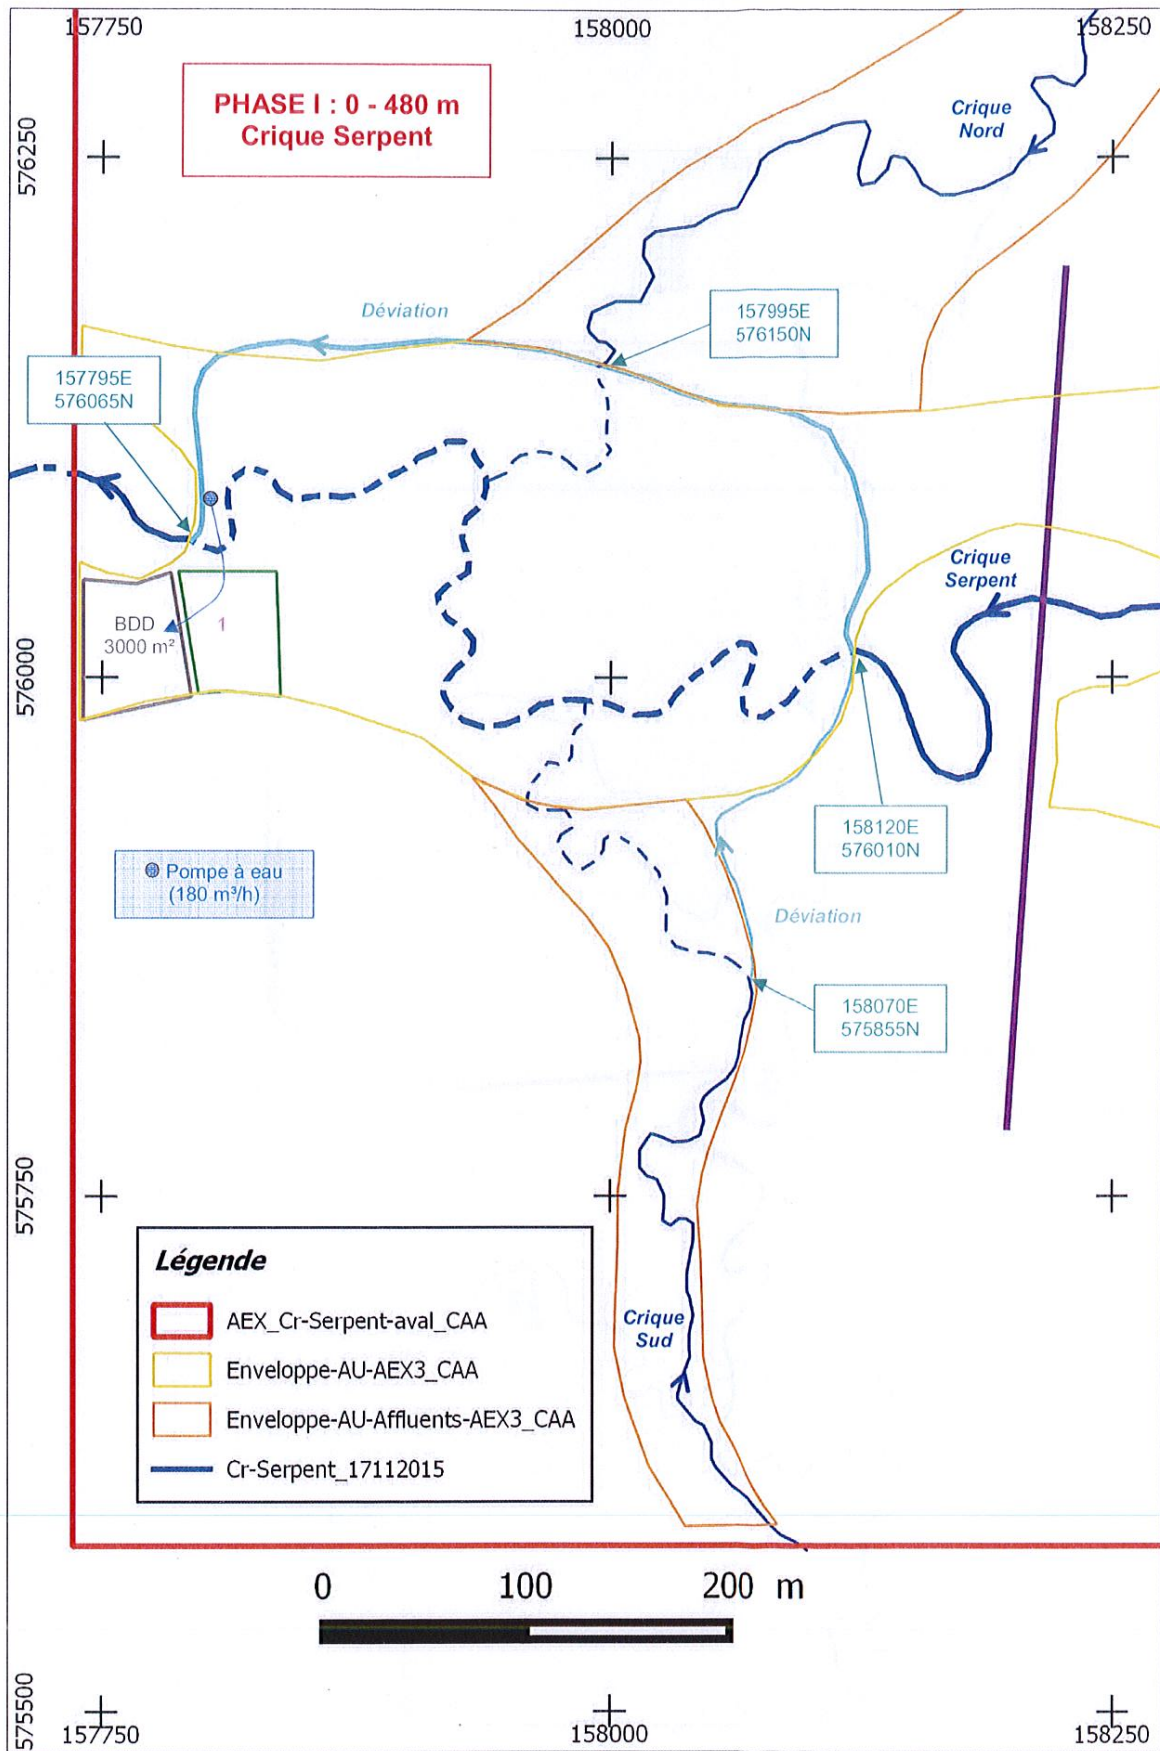 157750
158000
158250
PHASE I : 0 - 480 m
Crique Serpent
Crique
Nord
576250
Déviation
157995E
576150N
157795E
576065N
Crique
Serpent
BDD
3000 m²
1
576000
158120E
576010N
Pompe à eau
(180 m³/h)
Déviation
158070E
575855N
575750
Légende
AEX_Cr-Serpent-aval_CAA
Enveloppe-AU-AEX3_CAA
Enveloppe-AU-Affluents-AEX3_CAA
Cr-Serpent_17112015
Crique
Sud
0 100 200 m
575500
157750
158000
158250